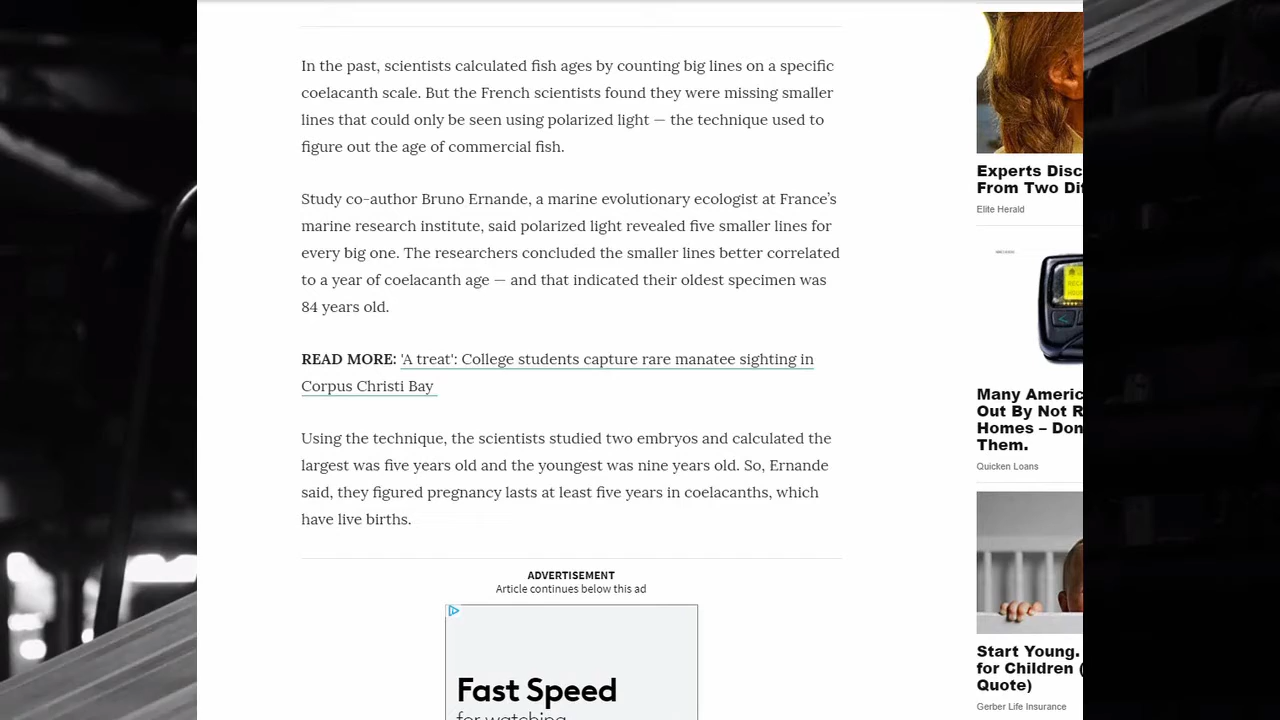 In the past, scientists calculated fish ages by counting big lines on a specific
coelacanth scale. But the French scientists found they were missing smaller
lines that could only be seen using polarized light — the technique used to
figure out the age of commercial fish.
Study co-author Bruno Ernande, a marine evolutionary ecologist at France’s
marine research institute, said polarized light revealed five smaller lines for
every big one. The researchers concluded the smaller lines better correlated
to a year of coelacanth age — and that indicated their oldest specimen was
84 years old.
READ MORE: 'A treat': College students capture rare manatee sighting in
Corpus Christi Bay
Using the technique, the scientists studied two embryos and calculated the
largest was five years old and the youngest was nine years old. So, Ernande
said, they figured pregnancy lasts at least five years in coelacanths, which
have live births.
ADVERTISEMENT
Article continues below this ad
Fast Speed
for watching
Experts Disc
From Two Di
Elite Herald
Many Americ
Out By Not R
Homes – Don
Them.
Quicken Loans
Start Young.
for Children (
Quote)
Gerber Life Insurance